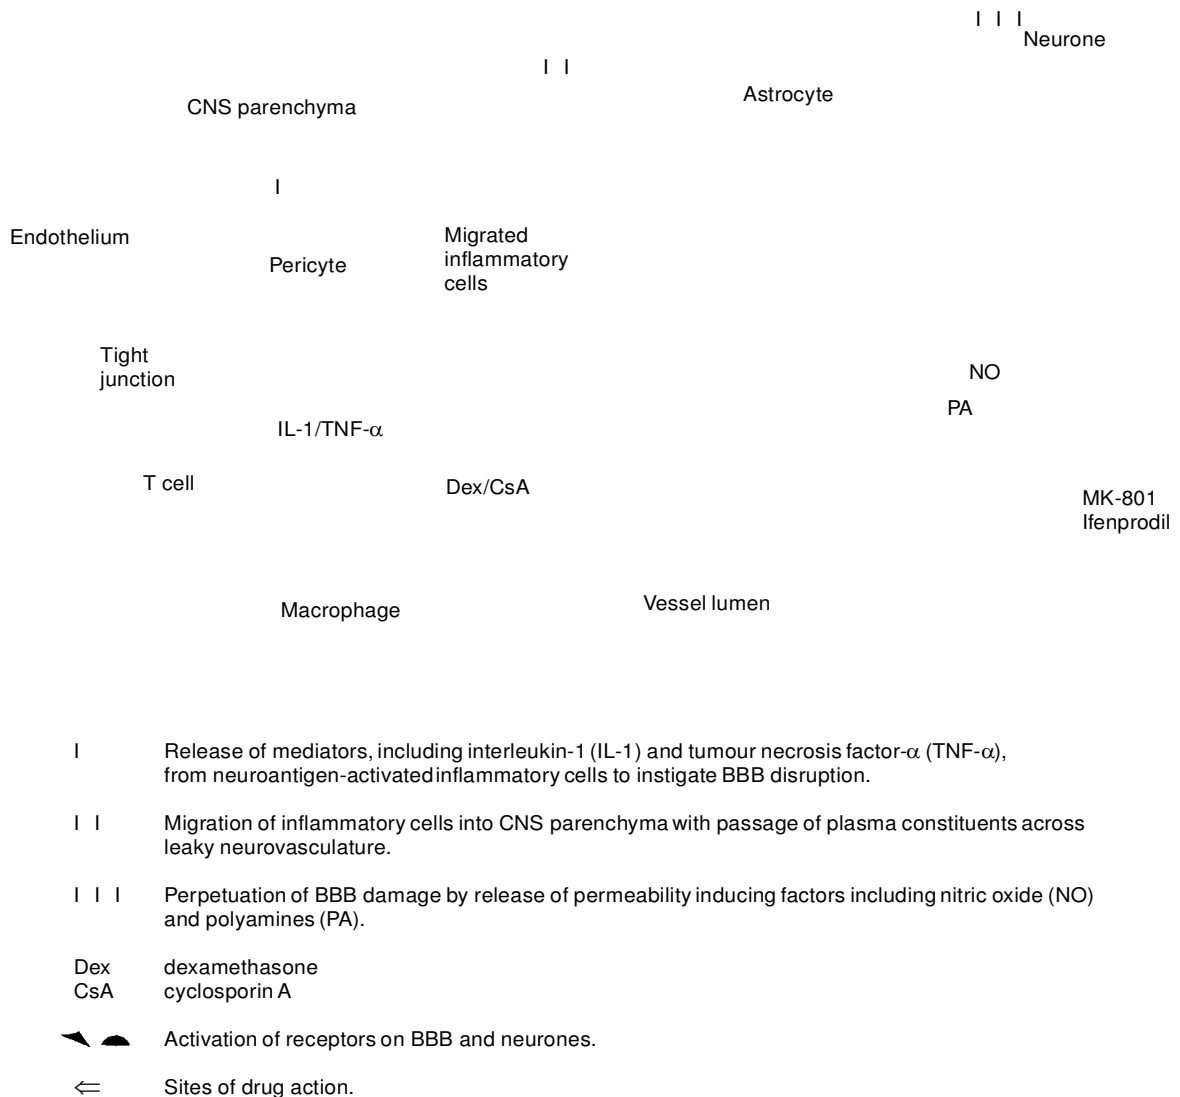 I I I
Neurone
I I
Astrocyte
CNS parenchyma
I
Endothelium
Migrated
inflammatory
cells
Pericyte
Tight
junction
NO
PA
IL-1/TNF-α
T cell
Dex/CsA
MK-801
Ifenprodil
Macrophage
Vessel lumen
I Release of mediators, including interleukin-1 (IL-1) and tumour necrosis factor-α (TNF-α),
from neuroantigen-activated inflammatory cells to instigate BBB disruption.
I I Migration of inflammatory cells into CNS parenchyma with passage of plasma constituents across
leaky neurovasculature.
I I I Perpetuation of BBB damage by release of permeability inducing factors including nitric oxide (NO)
and polyamines (PA).
Dex dexamethasone
CsA cyclosporin A
Activation of receptors on BBB and neurones.
⇐ Sites of drug action.